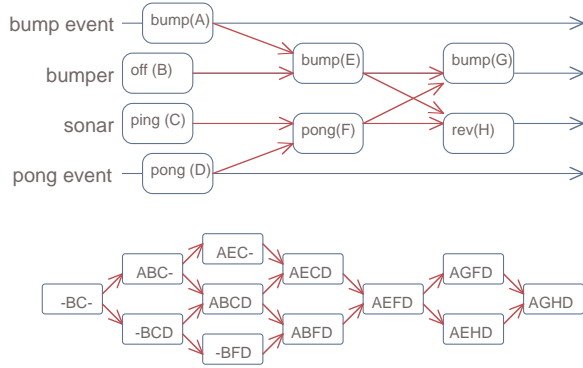 bump event
bump(A)
bumper
off (B)
bump(E)
bump(G)
sonar
ping (C)
pong(F)
rev(H)
pong event
pong (D)
-BC-
ABC-
-BCD
AEC-
ABCD
-BFD
AECD
ABFD
AEFD
AGFD
AEHD
AGHD